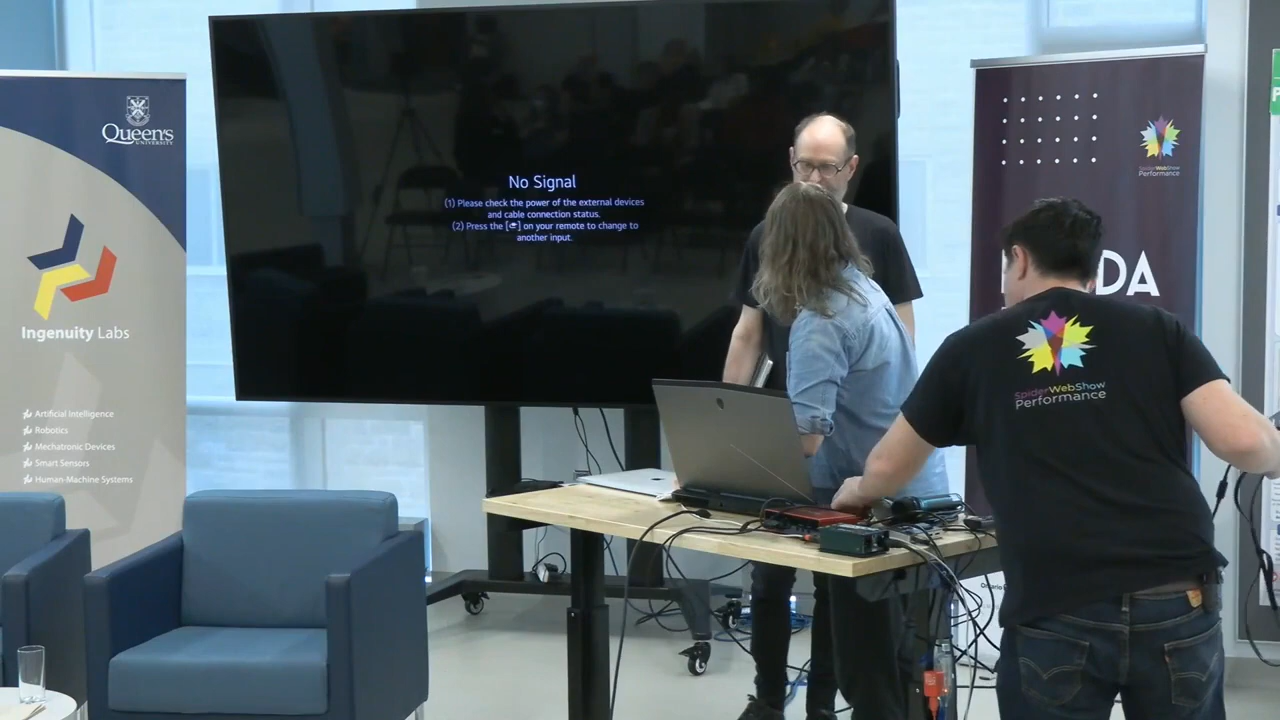 Queen's
UNIVERSITY
Ingenuity Labs
Artificial Intelligence
Robotics
Mechatronic Devices
Smart Sensors
Human-Machine Systems
No Signal
(1) Please check the power of the external devices
and cable connection status.
(2) Press the [ ] on your remote to change to
another input.
SpiderWebShow
Performance
DA
SpiderWebShow
Performance